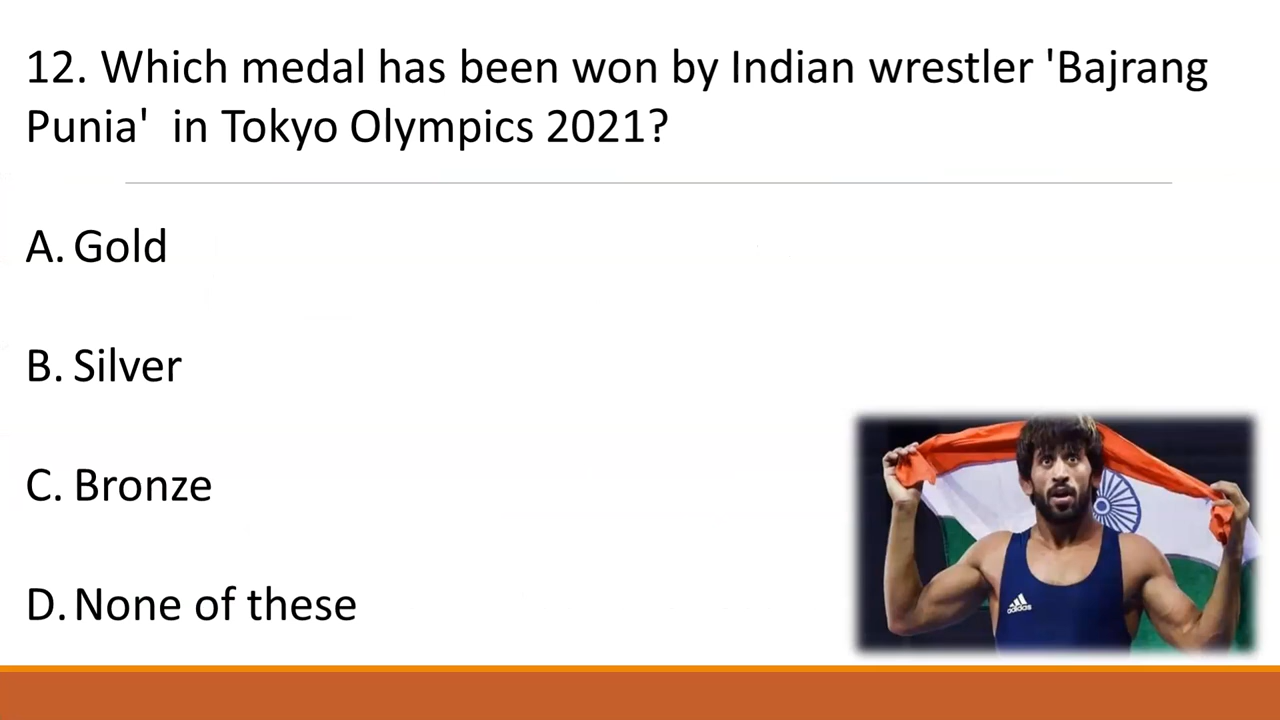 12. Which medal has been won by Indian wrestler 'Bajrang
Punia'  in Tokyo Olympics 2021?
A. Gold
B. Silver
C. Bronze
D. None of these
adidas